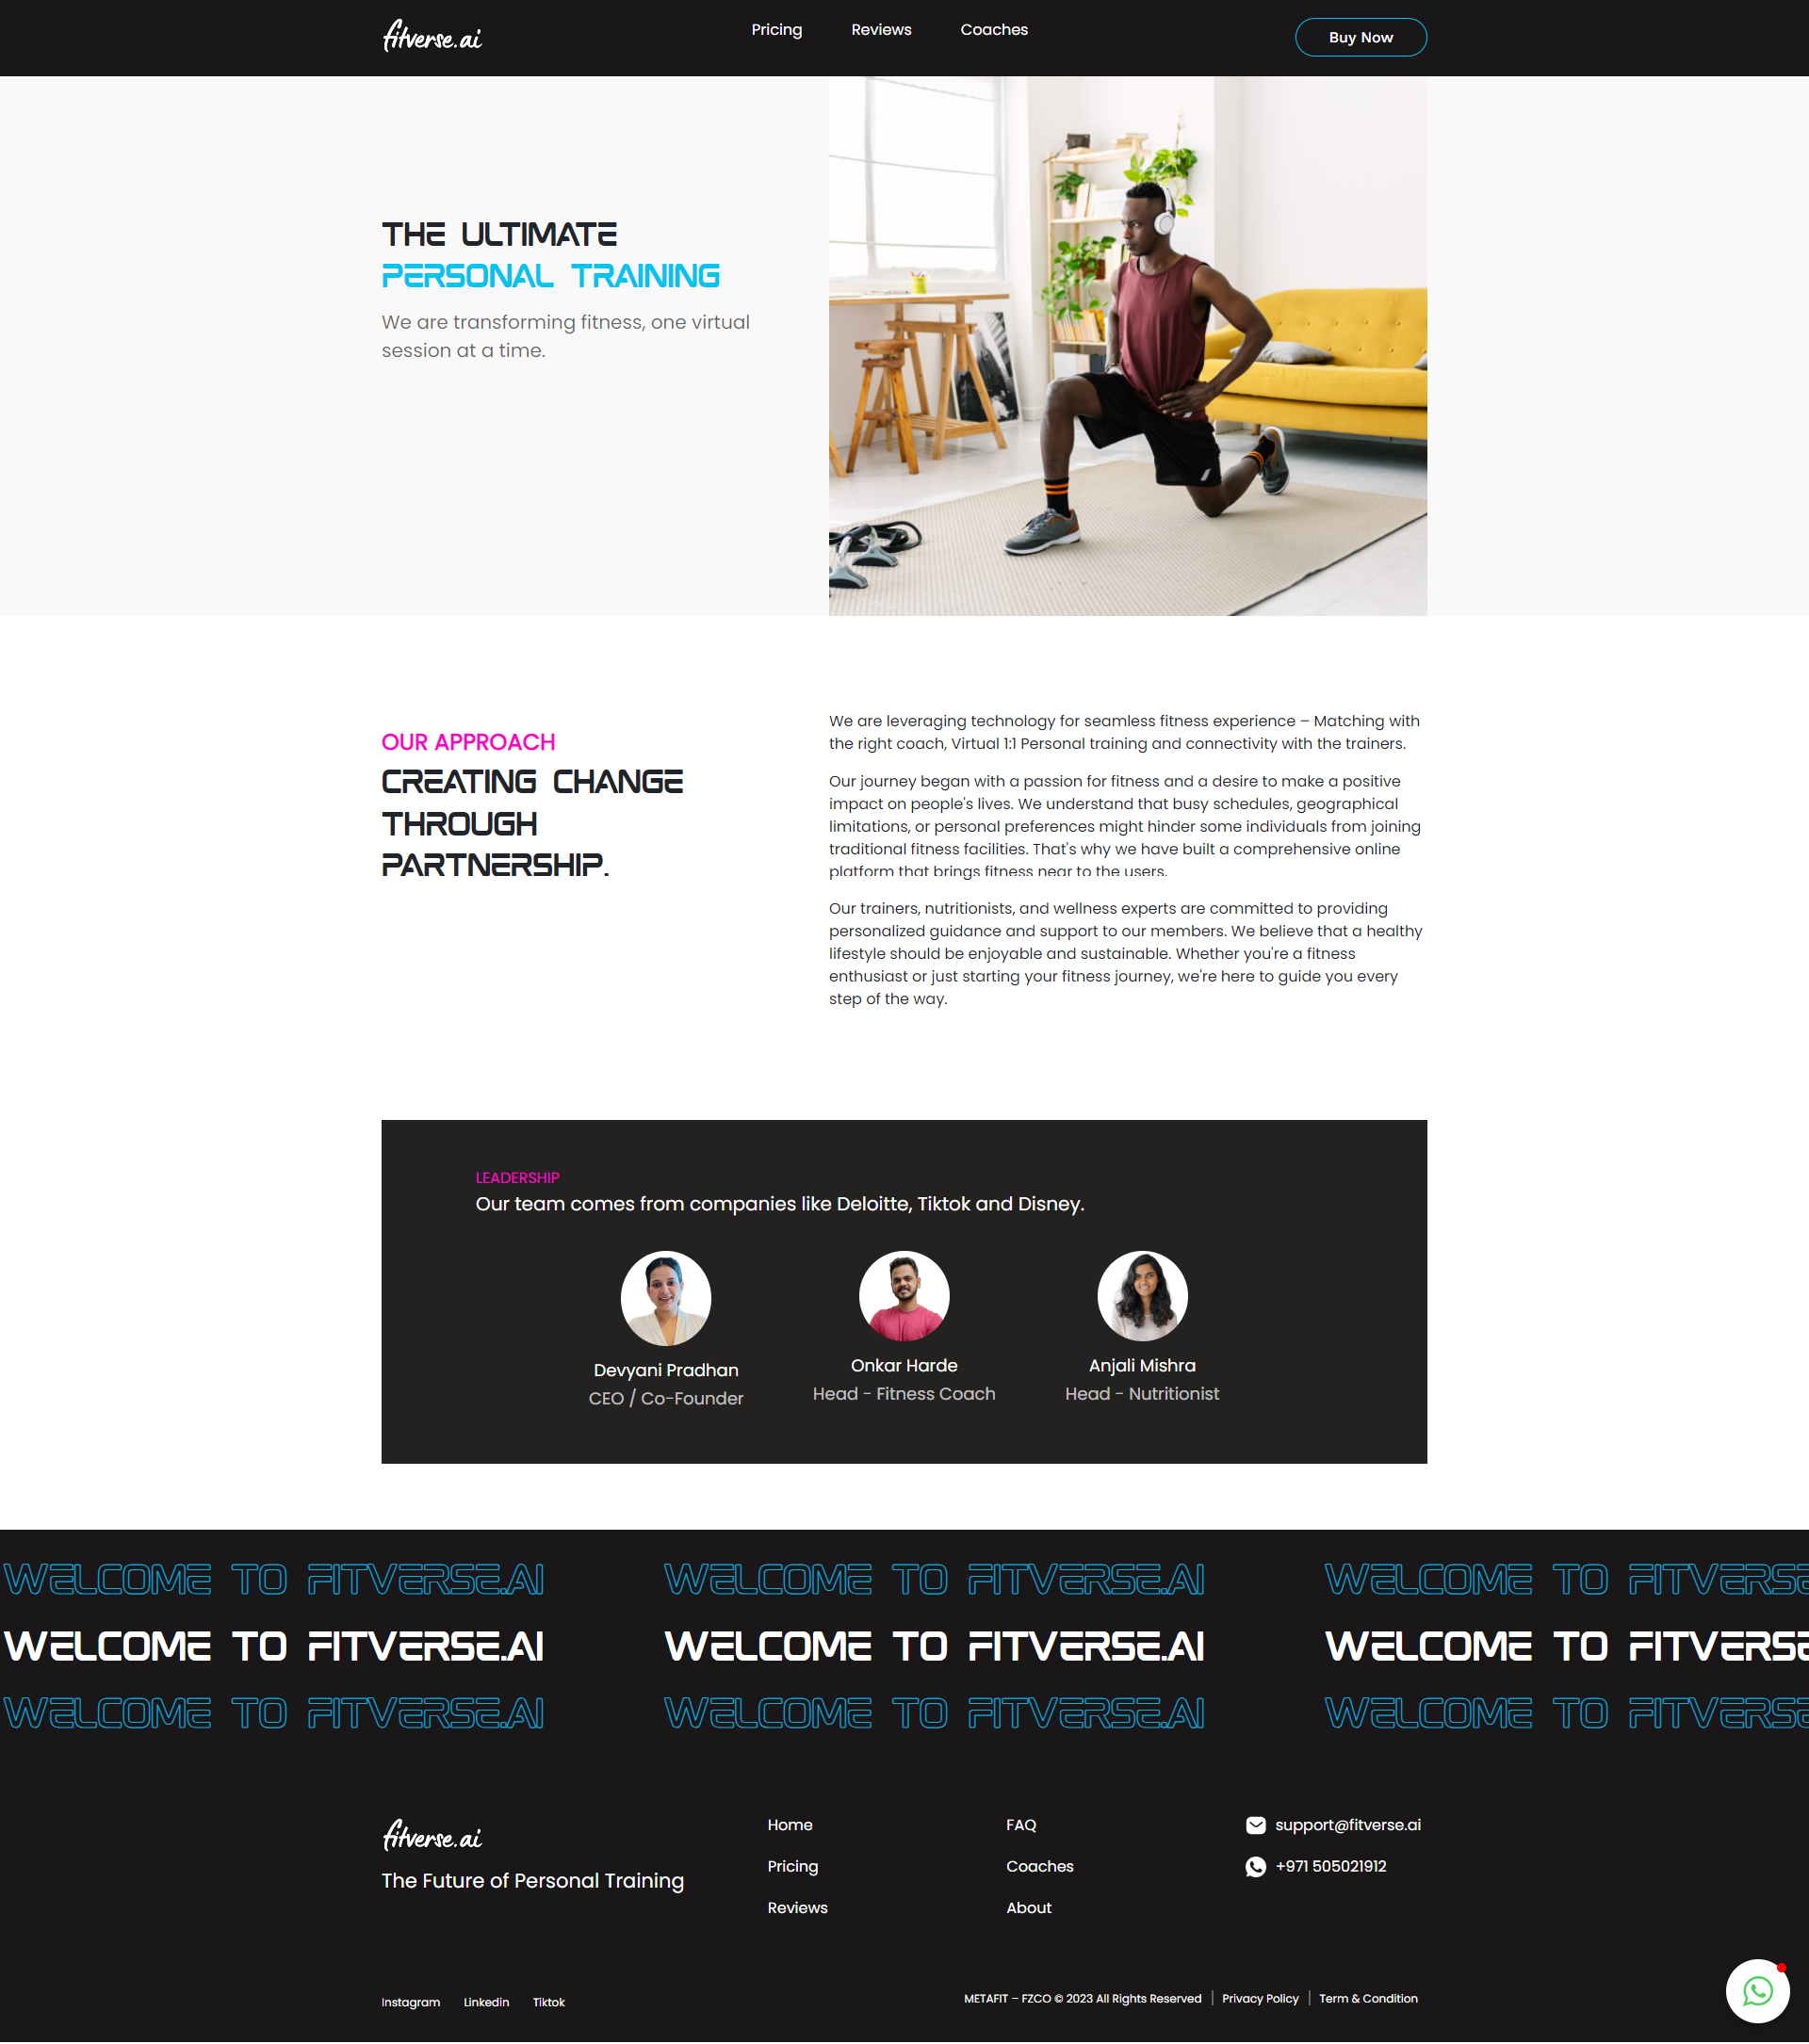 fitverse.ai
Pricing
Reviews
Coaches
Buy Now
THE ULTIMATE
PERSONAL TRAINING
We are transforming fitness, one virtual
session at a time.
OUR APPROACH
CREATING CHANGE
THROUGH
PARTNERSHIP.
We are leveraging technology for seamless fitness experience – Matching with
the right coach, Virtual 1:1 Personal training and connectivity with the trainers.
Our journey began with a passion for fitness and a desire to make a positive
impact on people's lives. We understand that busy schedules, geographical
limitations, or personal preferences might hinder some individuals from joining
traditional fitness facilities. That's why we have built a comprehensive online
platform that brings fitness near to the users.
Our trainers, nutritionists, and wellness experts are committed to providing
personalized guidance and support to our members. We believe that a healthy
lifestyle should be enjoyable and sustainable. Whether you're a fitness
enthusiast or just starting your fitness journey, we're here to guide you every
step of the way.
LEADERSHIP
Our team comes from companies like Deloitte, Tiktok and Disney.
Devyani Pradhan
CEO / Co-Founder
Onkar Harde
Head - Fitness Coach
Anjali Mishra
Head - Nutritionist
WELCOME TO FITVERSE.AI WELCOME TO FITVERSE.AI WELCOME TO FITVERSE
WELCOME TO FITVERSE.AI WELCOME TO FITVERSE.AI WELCOME TO FITVERSE
WELCOME TO FITVERSE.AI WELCOME TO FITVERSE.AI WELCOME TO FITVERSE
fitverse.ai
The Future of Personal Training
Home
Pricing
Reviews
FAQ
Coaches
About
support@fitverse.ai
+971 505021912
Instagram
Linkedin
Tiktok
METAFIT – FZCO © 2023 All Rights Reserved | Privacy Policy | Term & Condition